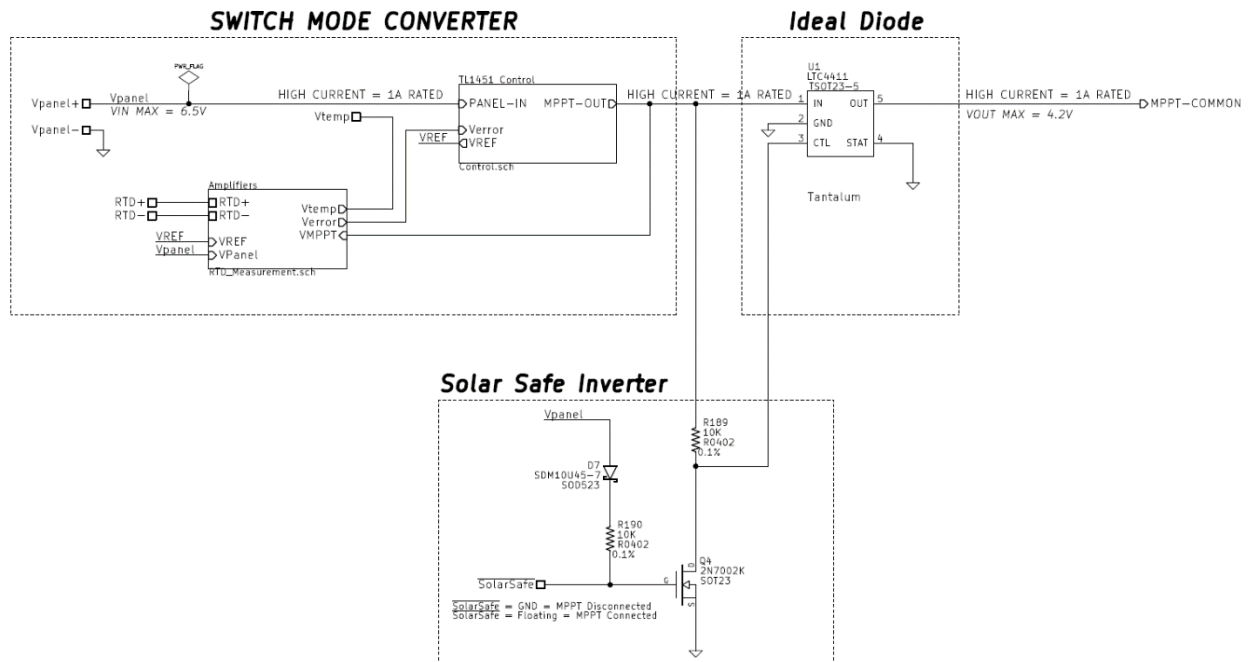 SWITCH MODE CONVERTER
Ideal Diode
PWR_FLAG
Vpanel+
Vpanel
VIN MAX = 6.5V
Vpanel-
HIGH CURRENT = 1A RATED
Vtemp
TL1451 Control
PANEL-IN
MPPT-OUT
Verror
VREF
VREF
Control.sch
HIGH CURRENT = 1A RATED
U1
LTC4411
TSOT23-5
1
IN
OUT
5
2
GND
3
CTL
STAT
4
Tantalum
HIGH CURRENT = 1A RATED
VOUT MAX = 4.2V
MPPT-COMMON
Amplifiers
RTD+
RTD+
RTD-
RTD-
Vtemp
Verror
VMPPT
VREF
VREF
Vpanel
VPanel
RTD_Measurement.sch
Solar Safe Inverter
Vpanel
D7
SDM10U45-7
SOD523
R190
10K
R0402
0.1%
R189
10K
R0402
0.1%
Q4
2N7002K
SOT23
G
D
S
SolarSafe
SolarSafe = GND = MPPT Disconnected
SolarSafe = Floating = MPPT Connected